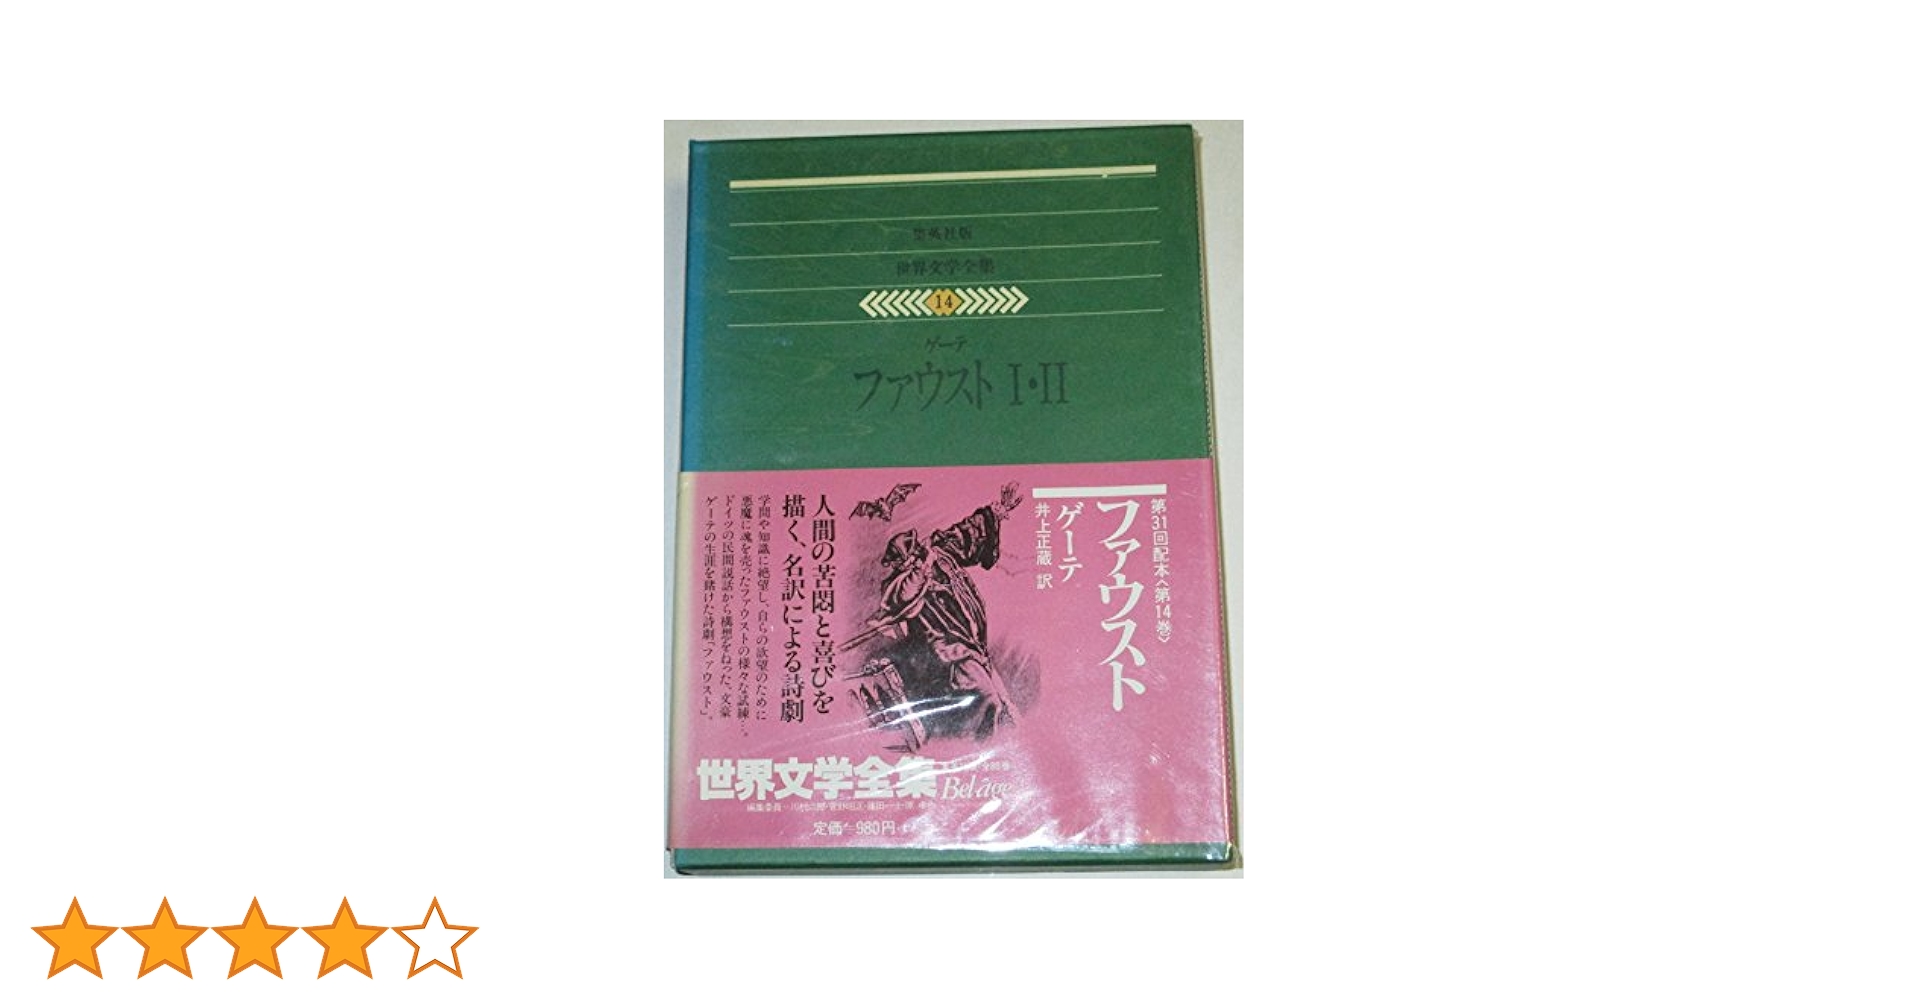 集英社版
世界文学全集
14
ゲーテ
ファウスト I・II
第31回配本〈第14巻〉
ファウスト
ゲーテ
井上正蔵 訳
人間の苦悶と喜びを
描く、名訳による詩劇
学問や知識に絶望し、自らの欲望のために
悪魔に魂を売ったファウストの様々な試練…。
ドイツの民間説話から構想をねった、文豪
ゲーテの生涯を賭けた詩劇「ファウスト」。
世界文学全集
Bel-âge
編集委員
定価 980円